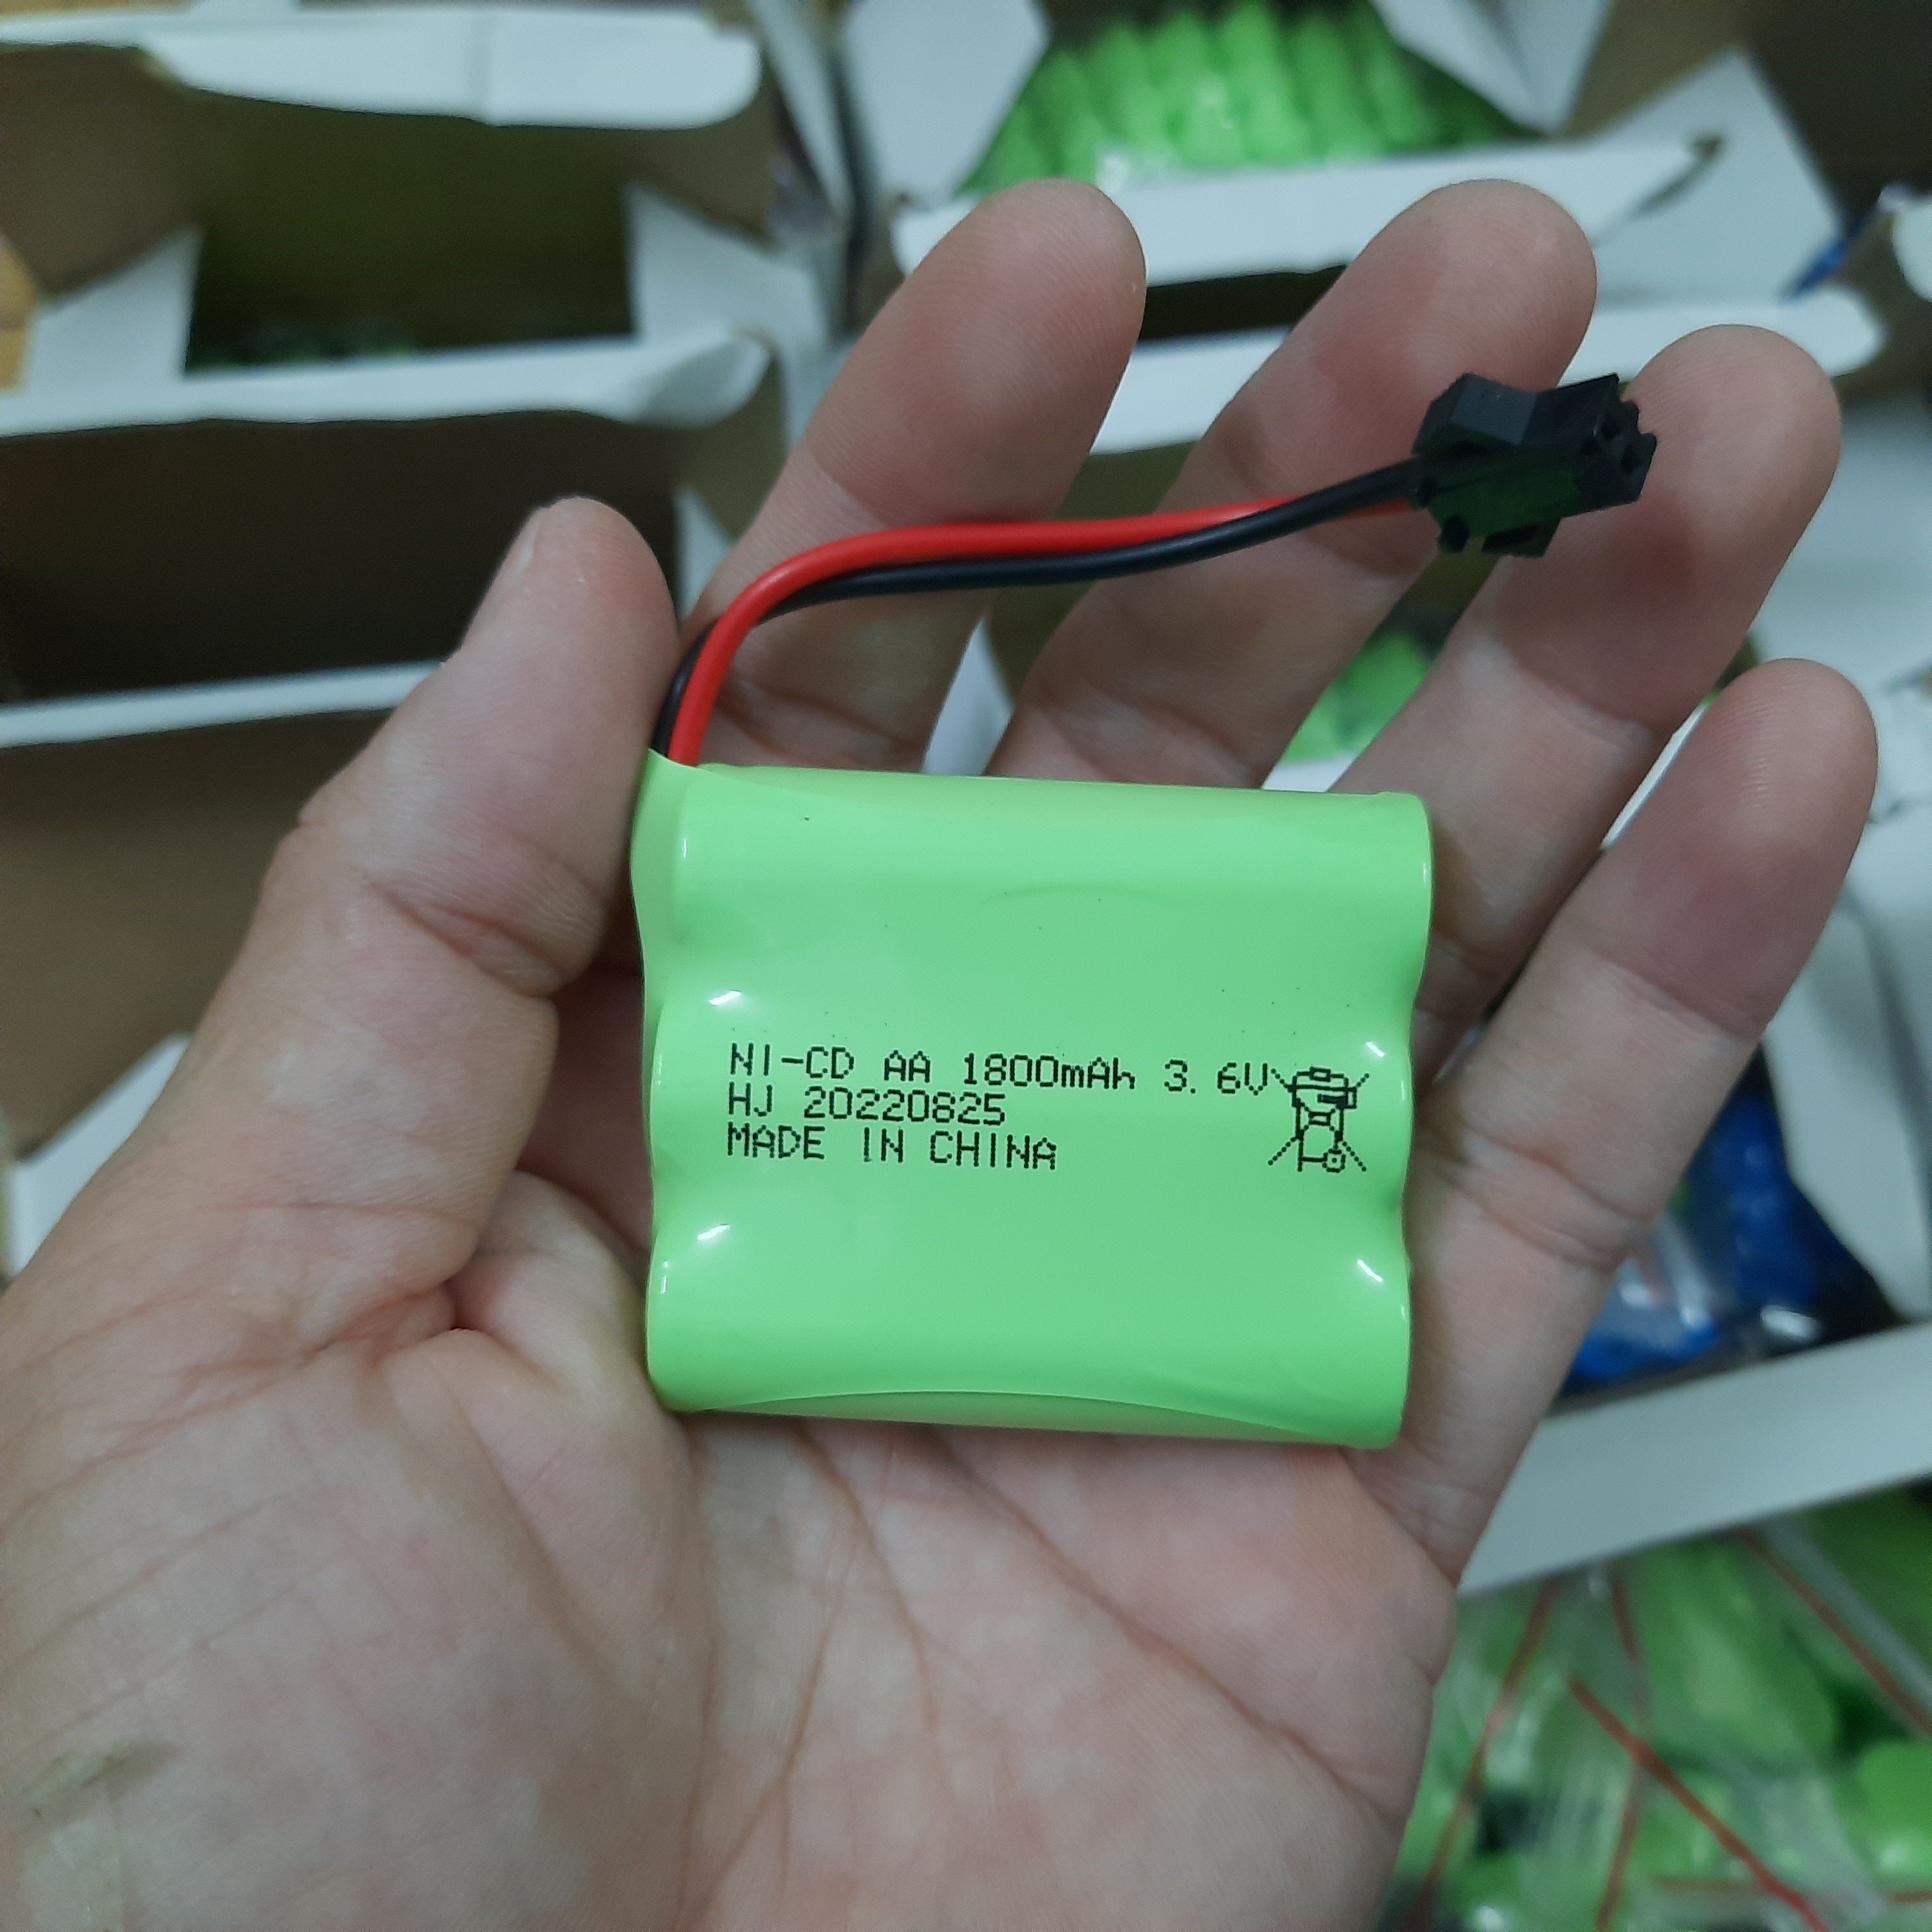 NI-CD AA 1800mAh 3.6V
HJ 20220825
MADE IN CHINA